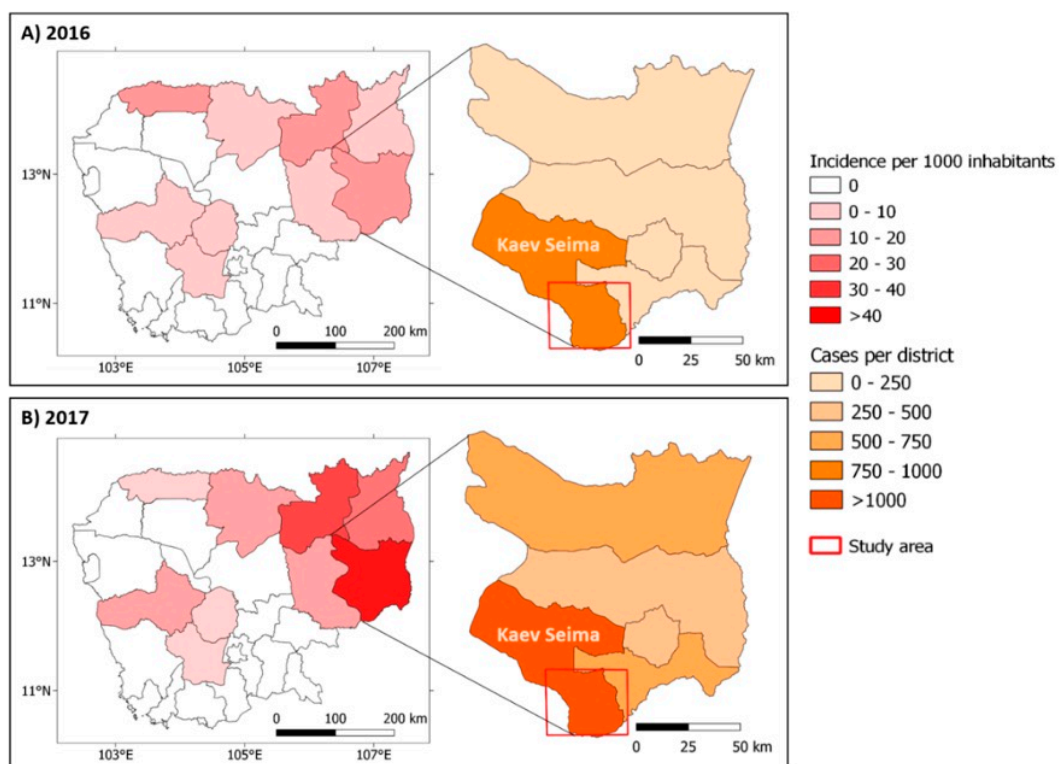 A) 2016
13°N
11°N
103°E 105°E 107°E
0 100 200 km
Kaev Seima
0 25 50 km
B) 2017
13°N
11°N
103°E 105°E 107°E
0 100 200 km
Kaev Seima
0 25 50 km
Incidence per 1000 inhabitants
0
0 - 10
10 - 20
20 - 30
30 - 40
>40
Cases per district
0 - 250
250 - 500
500 - 750
750 - 1000
>1000
Study area